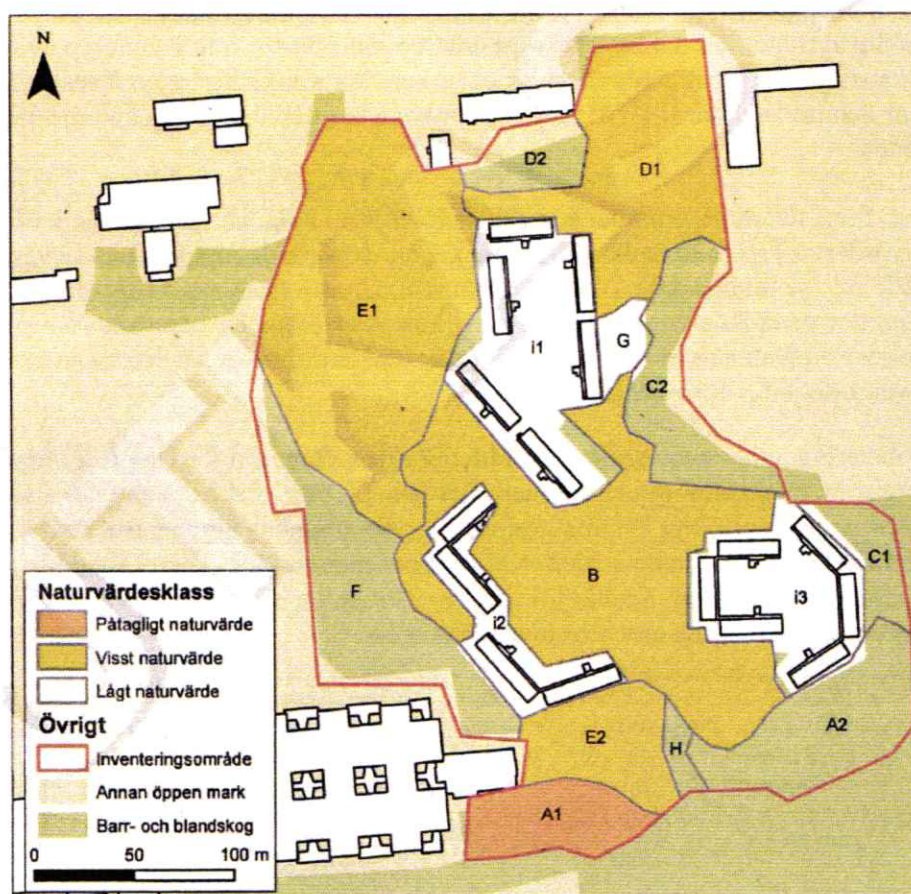 N
D2
D1
E1
i1
G
C2
B
F
i2
i3
C1
A2
E2
H
A1
Naturvärdesklass
Påtagligt naturvärde
Visst naturvärde
Lågt naturvärde
Övrigt
Inventeringsområde
Annan öppen mark
Barr- och blandskog
0 50 100 m